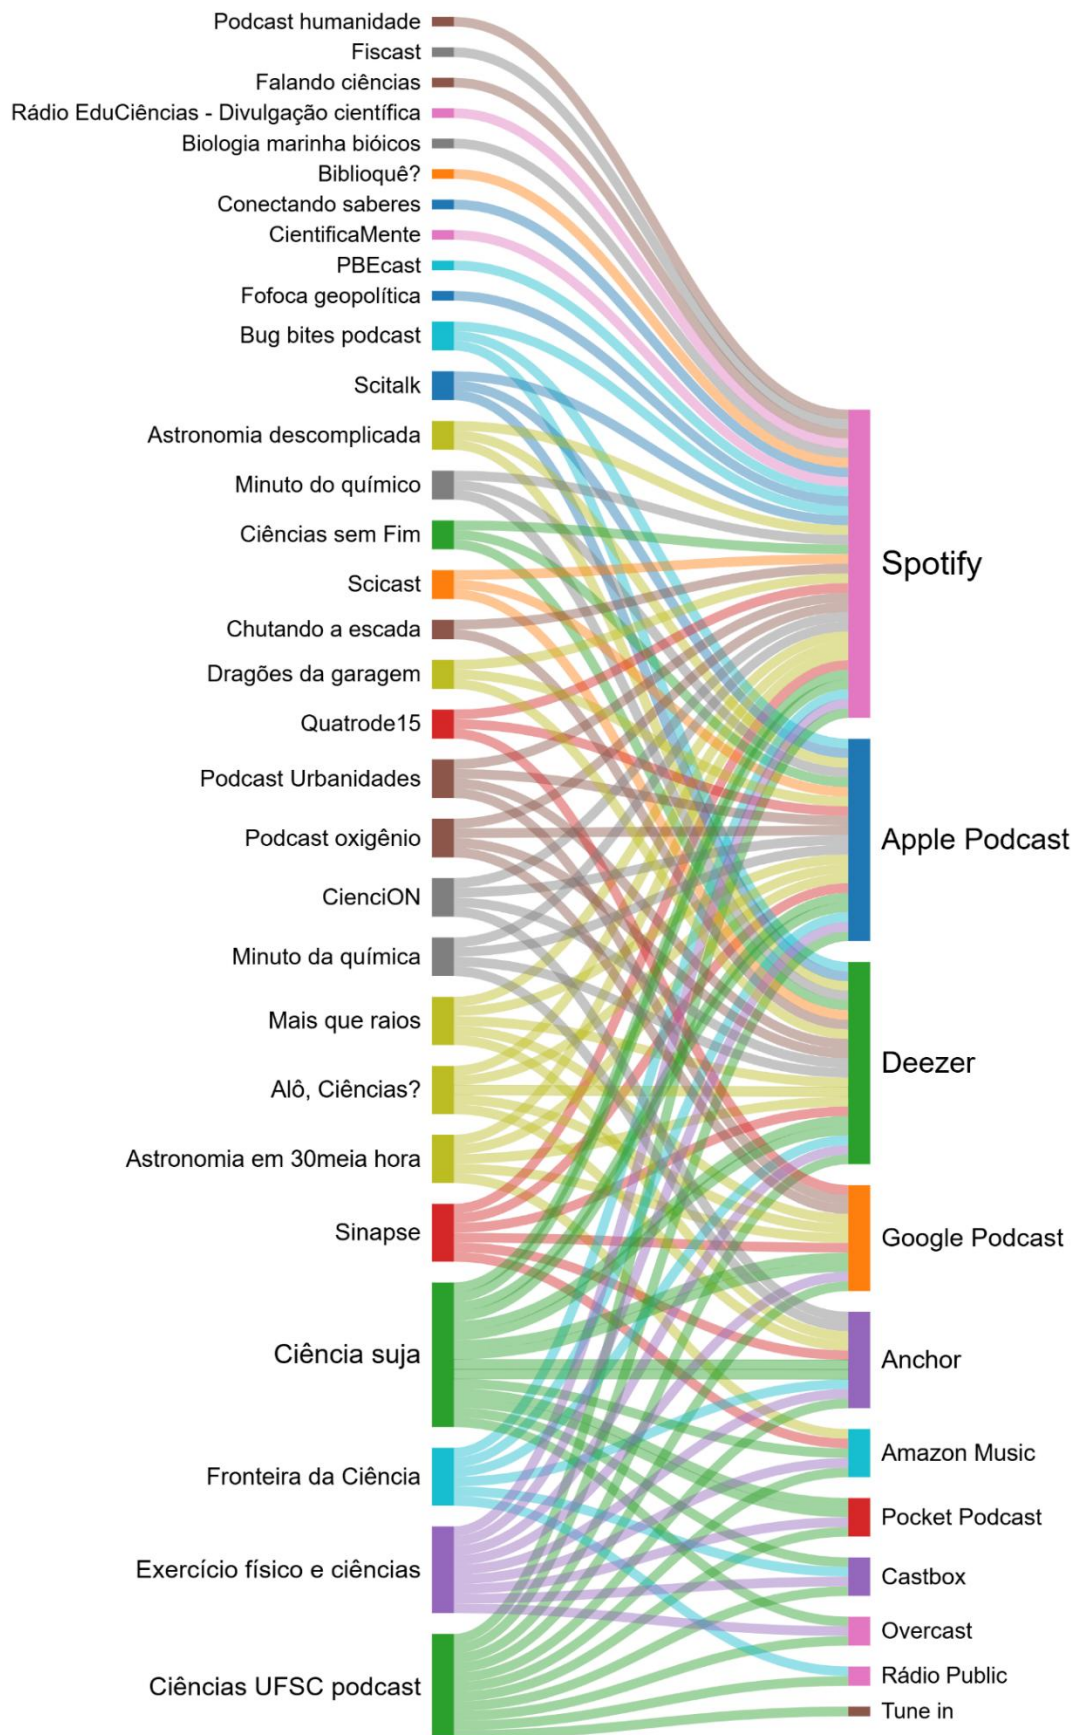 Podcast humanidade
Fiscast
Falando ciências
Rádio EduCiências - Divulgação científica
Biologia marinha bióicos
Biblioquê?
Conectando saberes
CientificaMente
PBEcast
Fofoca geopolítica
Bug bites podcast
Scitalk
Astronomia descomplicada
Minuto do químico
Ciências sem Fim
Scicast
Chutando a escada
Dragões da garagem
Quatrode15
Podcast Urbanidades
Podcast oxigênio
CienciON
Minuto da química
Mais que raios
Alô, Ciências?
Astronomia em 30meia hora
Sinapse
Ciência suja
Fronteira da Ciência
Exercício físico e ciências
Ciências UFSC podcast
Spotify
Apple Podcast
Deezer
Google Podcast
Anchor
Amazon Music
Pocket Podcast
Castbox
Overcast
Rádio Public
Tune in